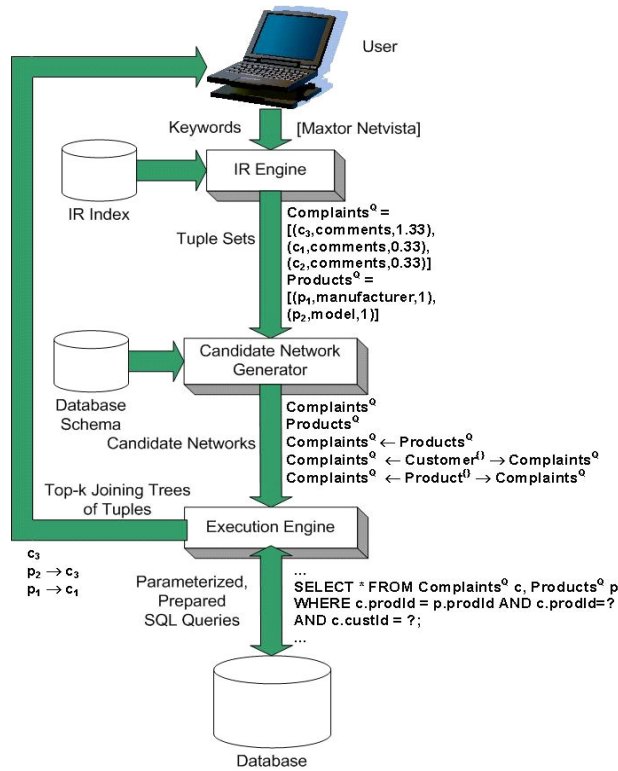 User
Keywords
[Maxtor Netvista]
IR Engine
IR Index
Tuple Sets
Complaints^Q =
[(c₃,comments,1.33),
(c₁,comments,0.33),
(c₂,comments,0.33)]
Products^Q =
[(p₁,manufacturer,1),
(p₂,model,1)]
Candidate Network
Generator
Database
Schema
Candidate Networks
Complaints^Q
Products^Q
Complaints^Q ← Products^Q
Complaints^Q ← Customer^{} → Complaints^Q
Complaints^Q ← Product^{} → Complaints^Q
Top-k Joining Trees
of Tuples
Execution Engine
c₃
p₂ → c₃
p₁ → c₁
Parameterized,
Prepared
SQL Queries
...
SELECT * FROM Complaints^Q c, Products^Q p
WHERE c.prodId = p.prodId AND c.prodId=?
AND c.custId = ?;
...
Database